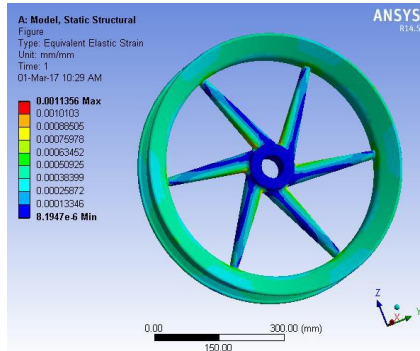 A: Model, Static Structural
Figure
Type: Equivalent Elastic Strain
Unit: mm/mm
Time: 1
01-Mar-17 10:29 AM
ANSYS
R14.5
0.0011356 Max
0.0010103
0.00088505
0.00075978
0.00063452
0.00050925
0.00038399
0.00025872
0.00013346
8.1947e-6 Min
0.00
300.00 (mm)
150.00
Z
Y
X